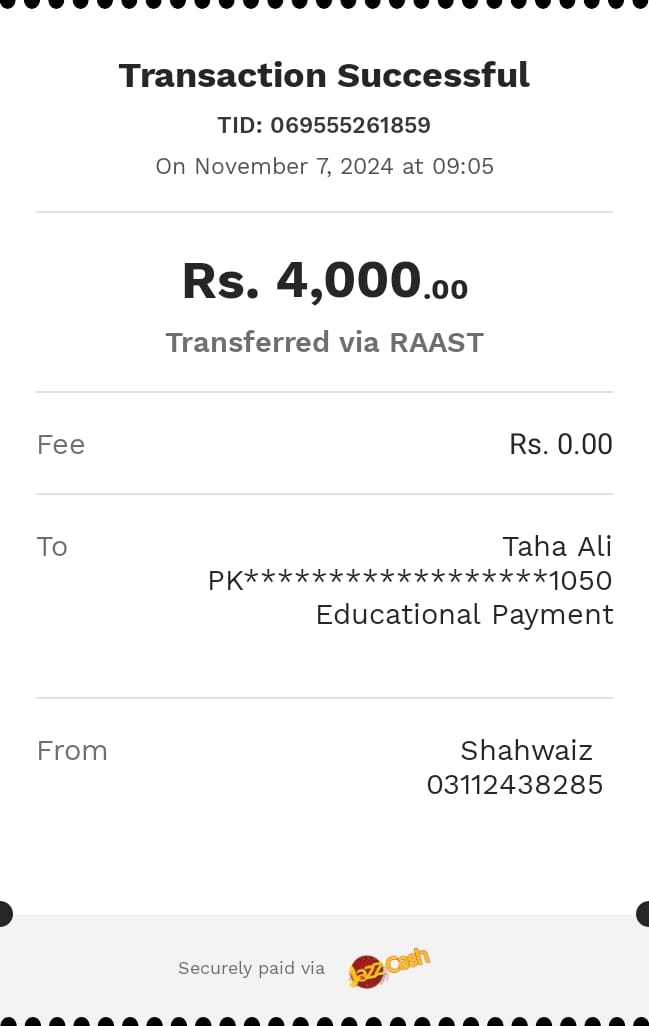 Transaction Successful
TID: 069555261859
On November 7, 2024 at 09:05
Rs. 4,000.00
Transferred via RAAST
Fee Rs. 0.00
To Taha Ali
PK******************1050
Educational Payment
From Shahwaiz
03112438285
Securely paid via JazzCash